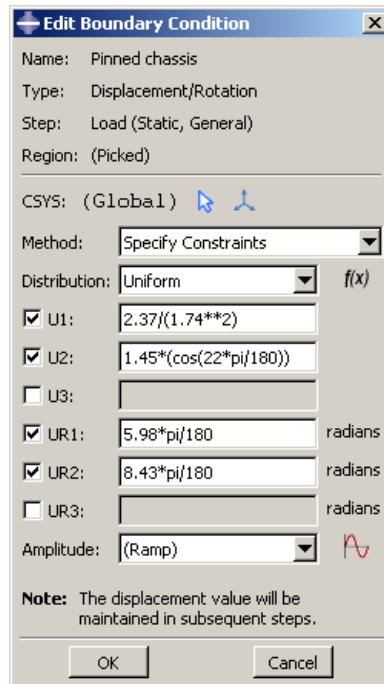 Edit Boundary Condition
Name: Pinned chassis
Type: Displacement/Rotation
Step: Load (Static, General)
Region: (Picked)
CSYS: (Global)
Method: Specify Constraints
Distribution: Uniform f(x)
U1: 2.37/(1.74**2)
U2: 1.45*(cos(22*pi/180))
U3:
UR1: 5.98*pi/180 radians
UR2: 8.43*pi/180 radians
UR3: radians
Amplitude: (Ramp)
Note: The displacement value will be
maintained in subsequent steps.
OK Cancel